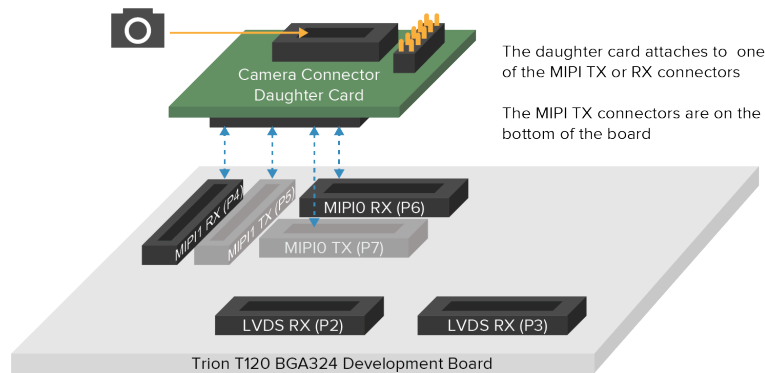 Camera Connector
Daughter Card
The daughter card attaches to one
of the MIPI TX or RX connectors
The MIPI TX connectors are on the
bottom of the board
MIPI1 RX (P4)
MIPI1 TX (P5)
MIPI0 RX (P6)
MIPI0 TX (P7)
LVDS RX (P2)
LVDS RX (P3)
Trion T120 BGA324 Development Board